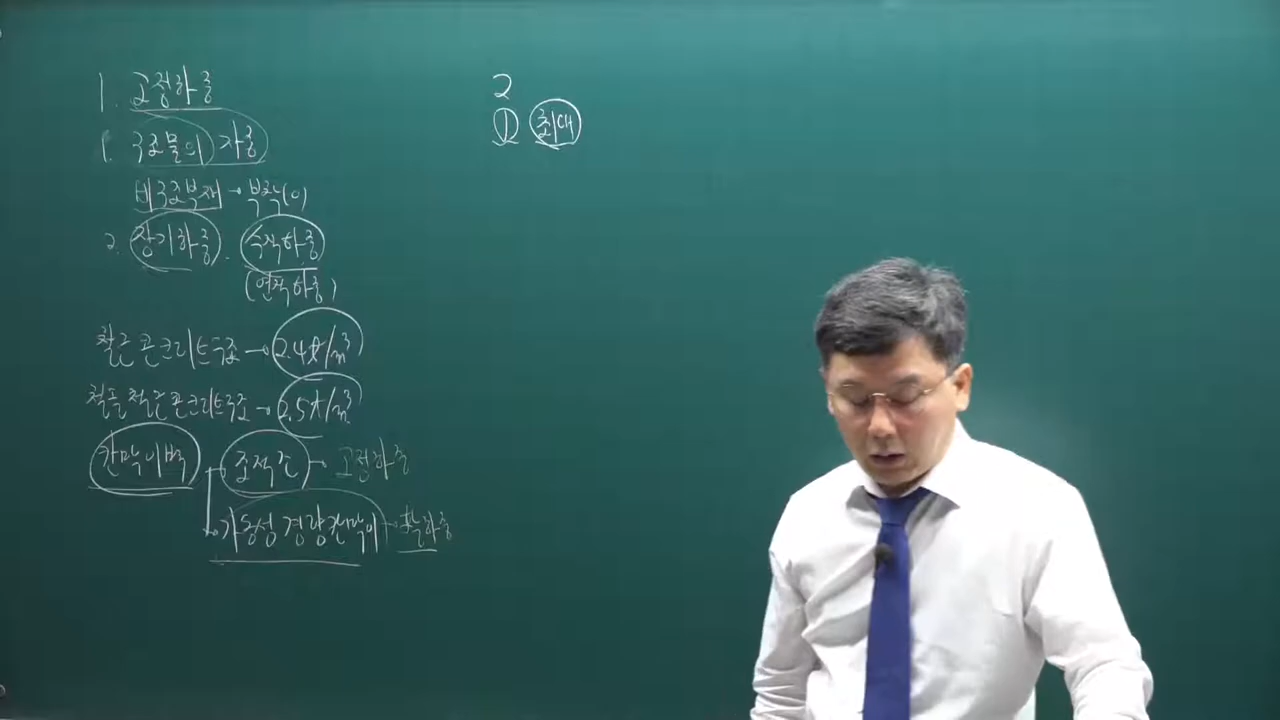 1. 고정하중
1. 구조물의 자중
비구조부재 → 부착(이)
2. 장기하중. 수직하중
(연직하중)
철근콘크리트구조 → 2.4t/m³
철골철근콘크리트구조 → 2.5t/m³
칸막이벽 → 조적조 → 고정하중
→ 가동성 경량칸막이 → 활하중
2
① 최대